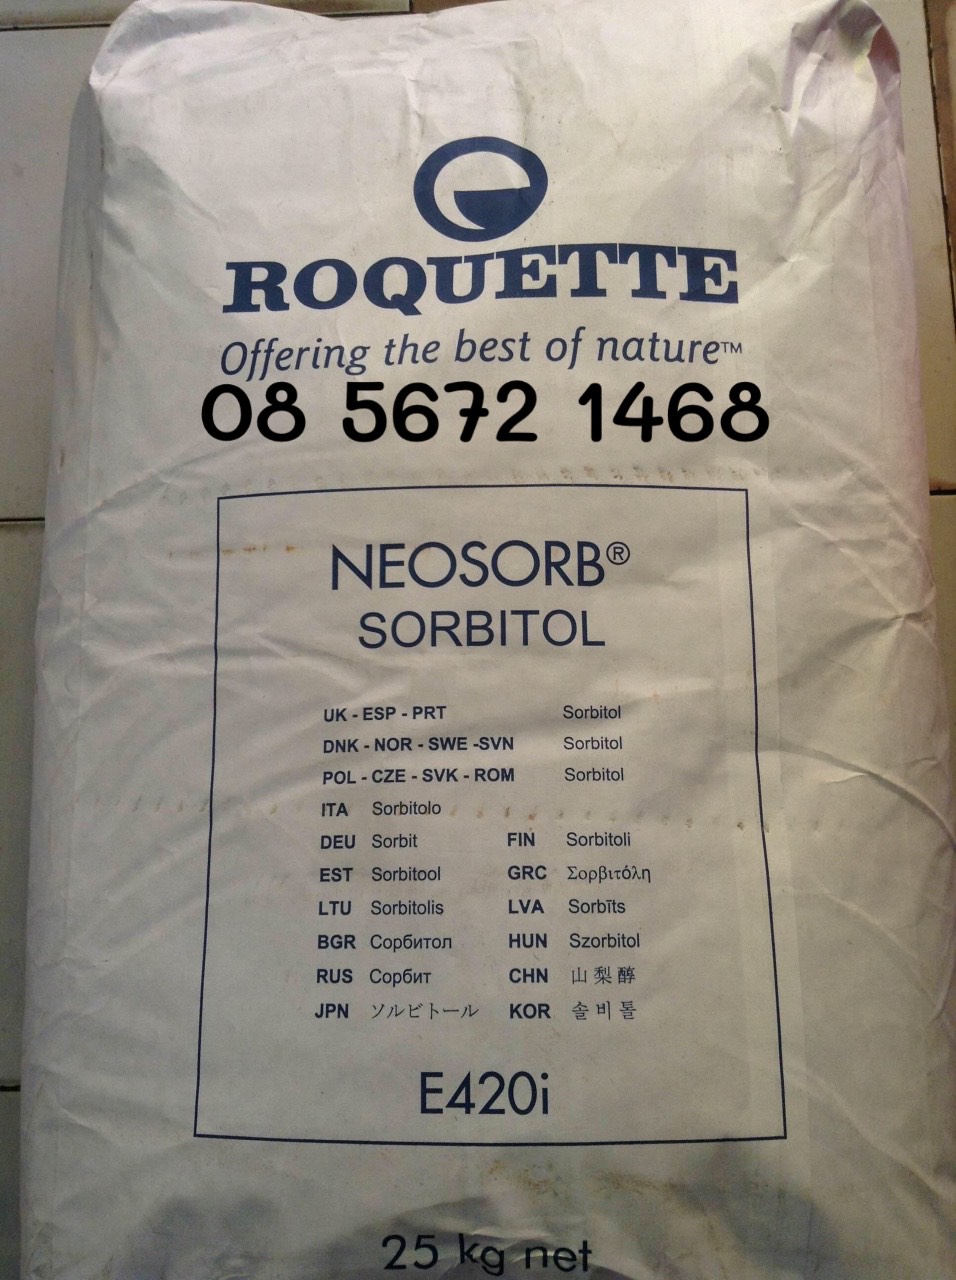 ROQUETTE
Offering the best of nature™
08 5672 1468
NEOSORB®
SORBITOL
UK - ESP - PRT Sorbitol
DNK - NOR - SWE -SVN Sorbitol
POL - CZE - SVK - ROM Sorbitol
ITA Sorbitolo
DEU Sorbit FIN Sorbitoli
EST Sorbitool GRC Σορβιτόλη
LTU Sorbitolis LVA Sorbīts
BGR Сорбитол HUN Szorbitol
RUS Сорбит CHN 山梨醇
JPN ソルビトール KOR 솔비톨
E420i
25 kg net